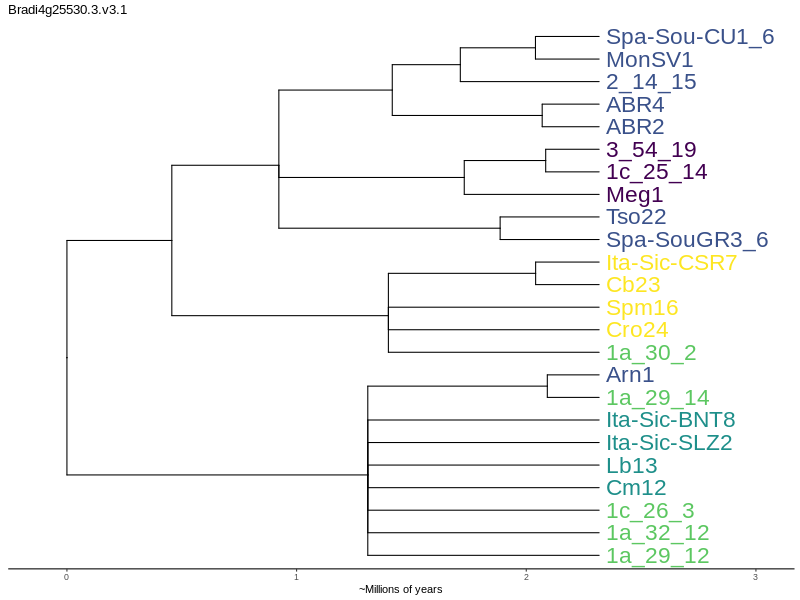 Bradi4g25530.3.v3.1
Spa-Sou-CU1_6
MonSV1
2_14_15
ABR4
ABR2
3_54_19
1c_25_14
Meg1
Tso22
Spa-SouGR3_6
Ita-Sic-CSR7
Cb23
Spm16
Cro24
1a_30_2
Arn1
1a_29_14
Ita-Sic-BNT8
Ita-Sic-SLZ2
Lb13
Cm12
1c_26_3
1a_32_12
1a_29_12
0 1 2 3
~Millions of years